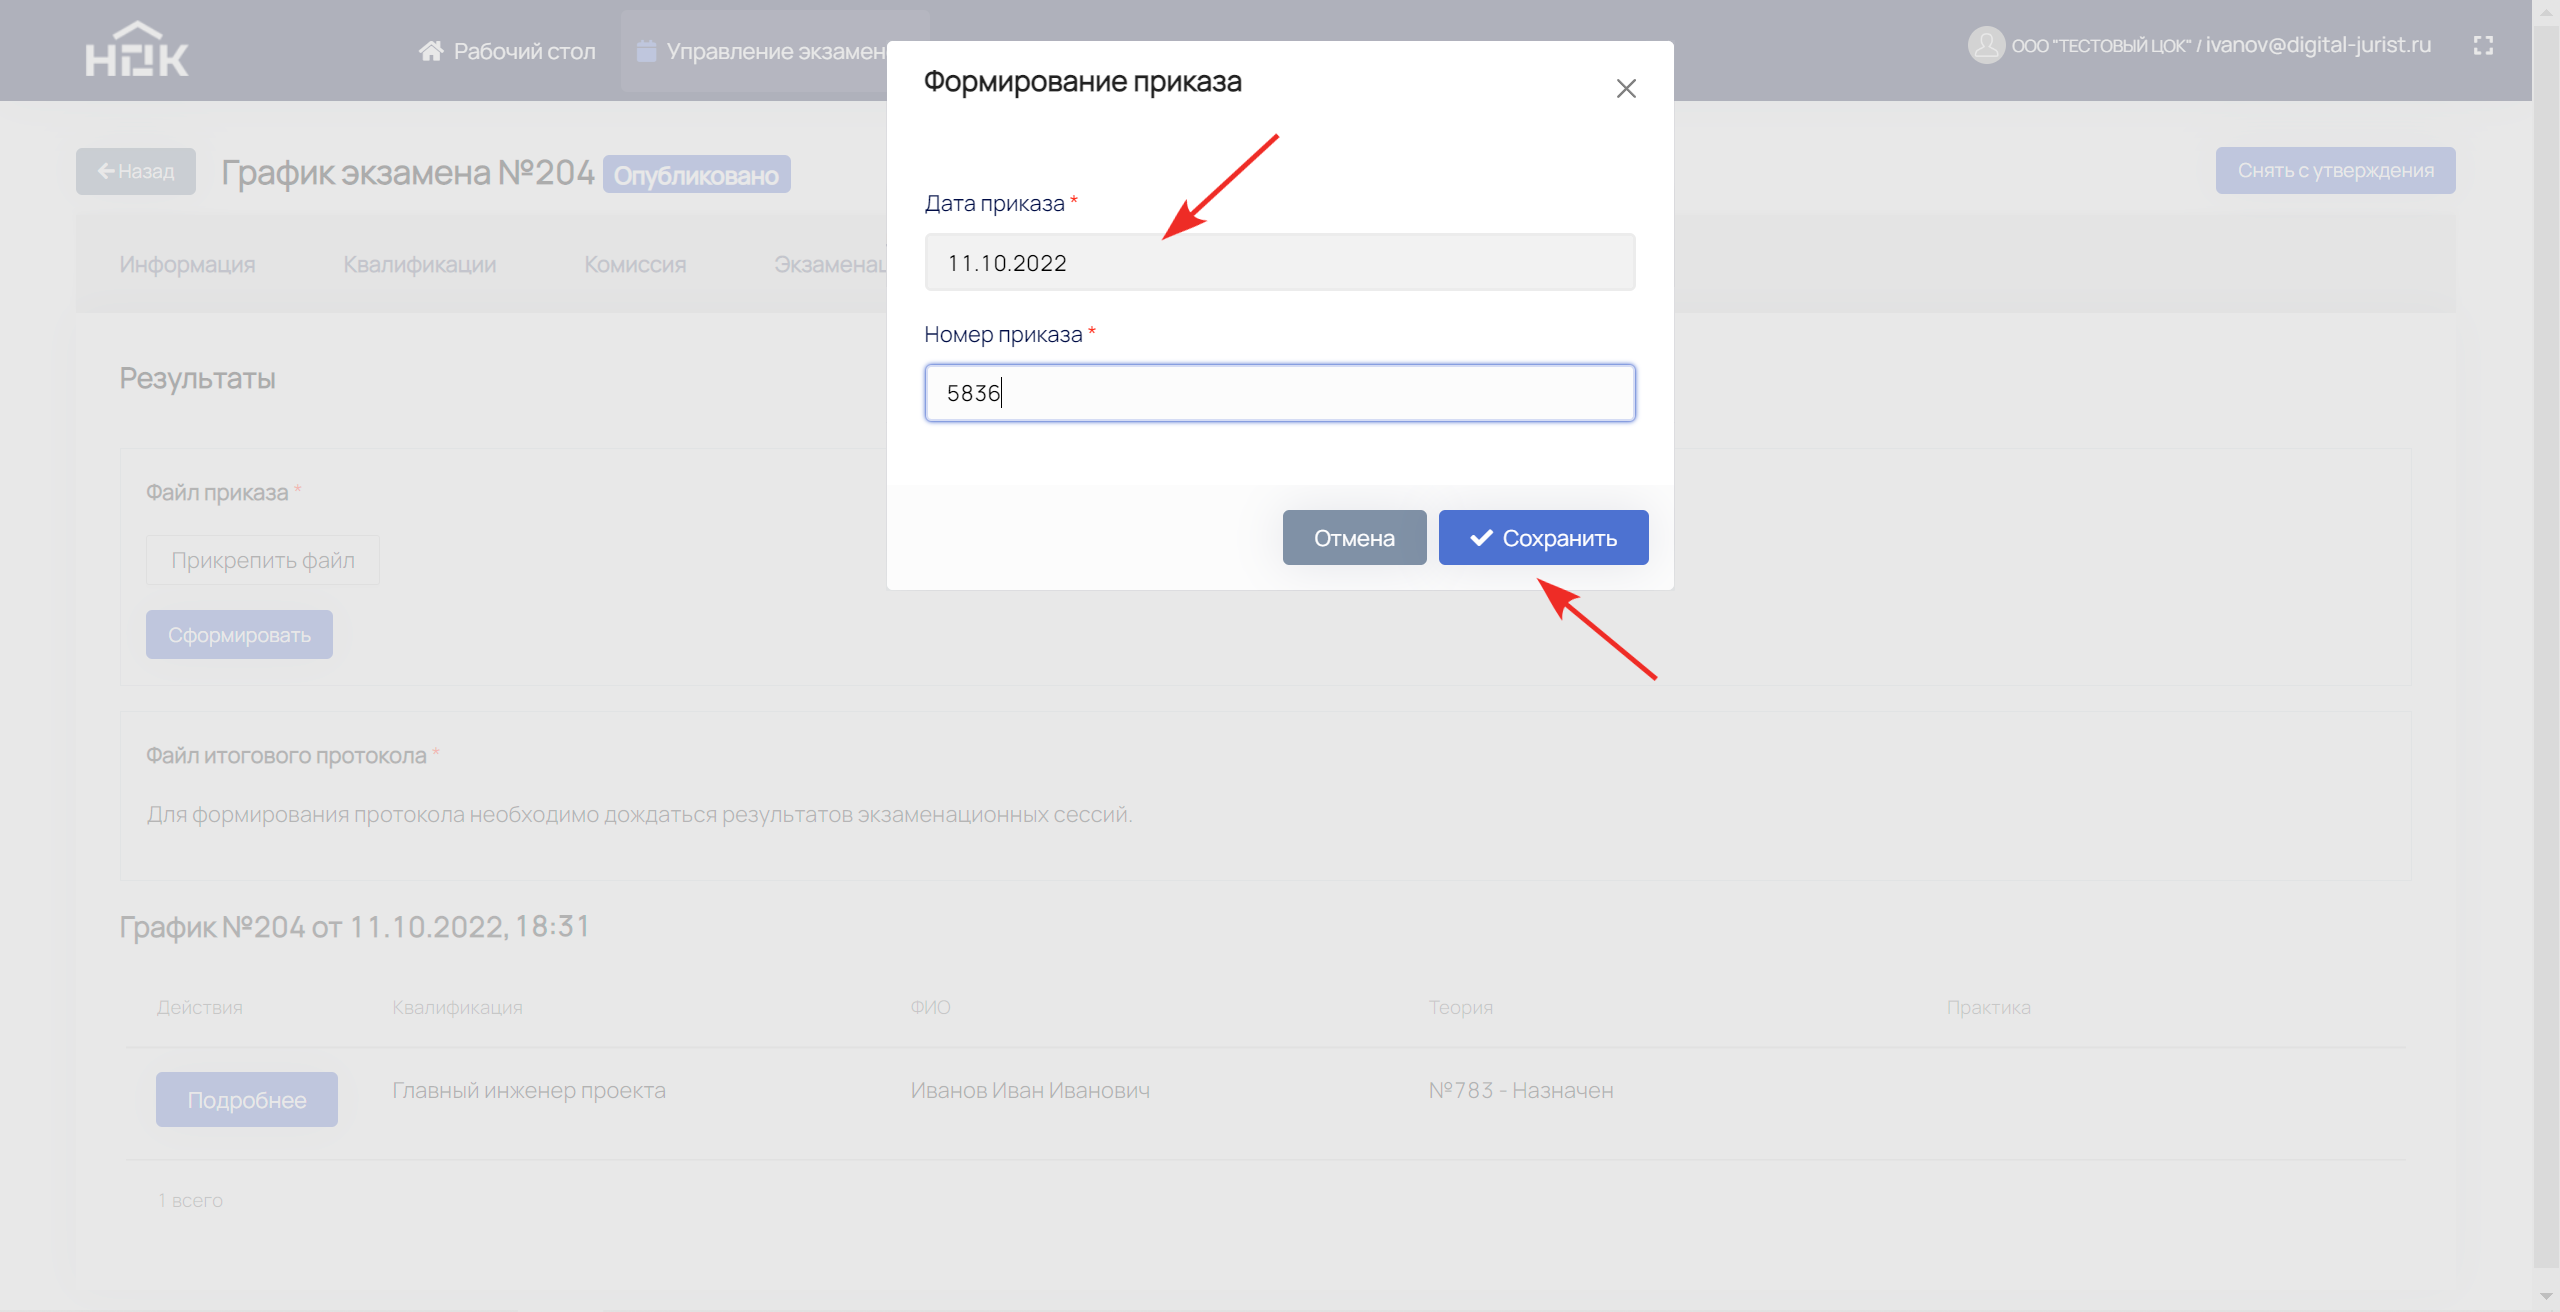 НОК
Рабочий стол
Управление экзамен
ООО "ТЕСТОВЫЙ ЦОК" / ivanov@digital-jurist.ru
Формирование приказа
Назад
График экзамена №204
Опубликовано
Снять с утверждения
Дата приказа *
11.10.2022
Информация
Квалификации
Комиссия
Номер приказа *
5836
Результаты
Отмена
Сохранить
Файл приказа *
Прикрепить файл
Сформировать
Файл итогового протокола *
Для формирования протокола необходимо дождаться результатов экзаменационных сессий.
График №204 от 11.10.2022, 18:31
Действия
Квалификация
ФИО
Теория
Практика
Подробнее
Главный инженер проекта
Иванов Иван Иванович
№783 - Назначен
1 всего